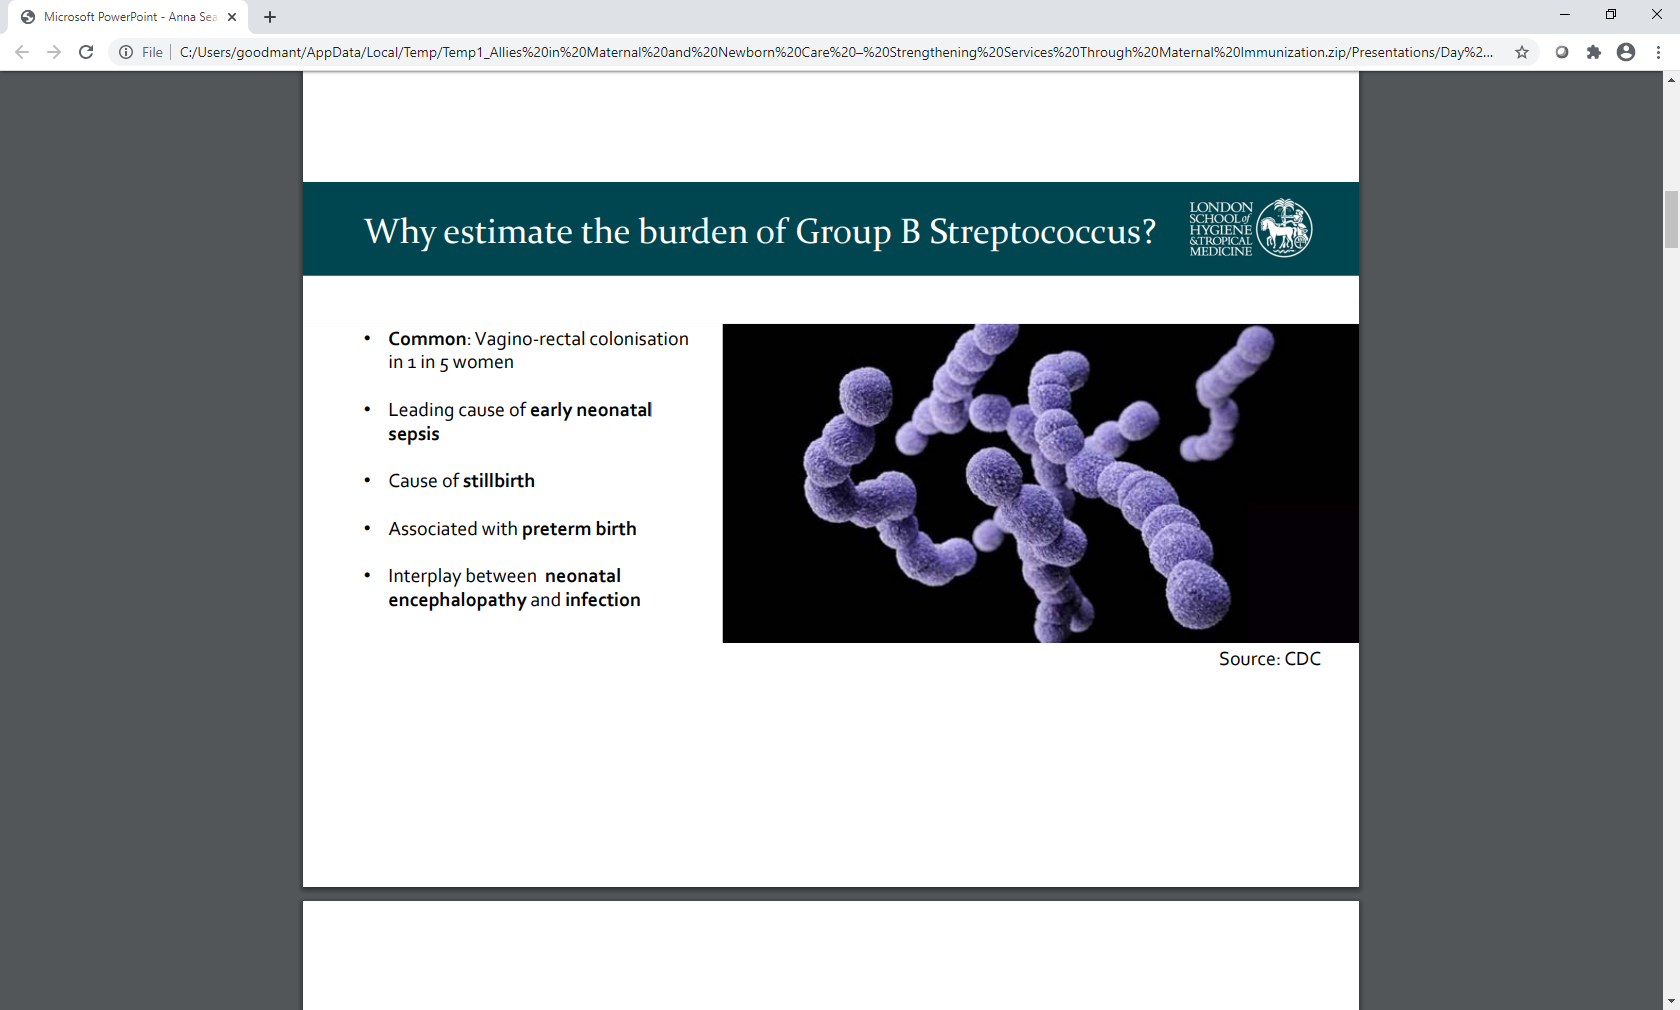 Microsoft PowerPoint - Anna Sea
File
C:/Users/goodmant/AppData/Local/Temp/Temp1_Allies%20in%20Maternal%20and%20Newborn%20Care%20–%20Strengthening%20Services%20Through%20Maternal%20Immunization.zip/Presentations/Day%2...
Why estimate the burden of Group B Streptococcus?
LONDON
SCHOOL of
HYGIENE
& TROPICAL
MEDICINE
• Common: Vagino-rectal colonisation
in 1 in 5 women
• Leading cause of early neonatal
sepsis
• Cause of stillbirth
• Associated with preterm birth
• Interplay between neonatal
encephalopathy and infection
Source: CDC